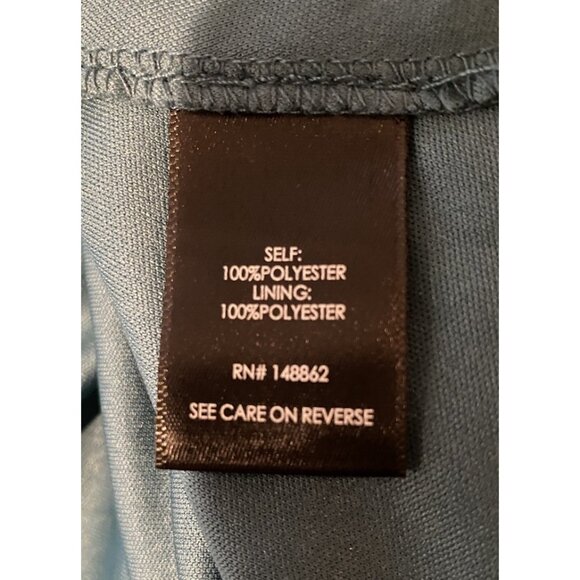 SELF:
100%POLYESTER
LINING:
100%POLYESTER
RN# 148862
SEE CARE ON REVERSE